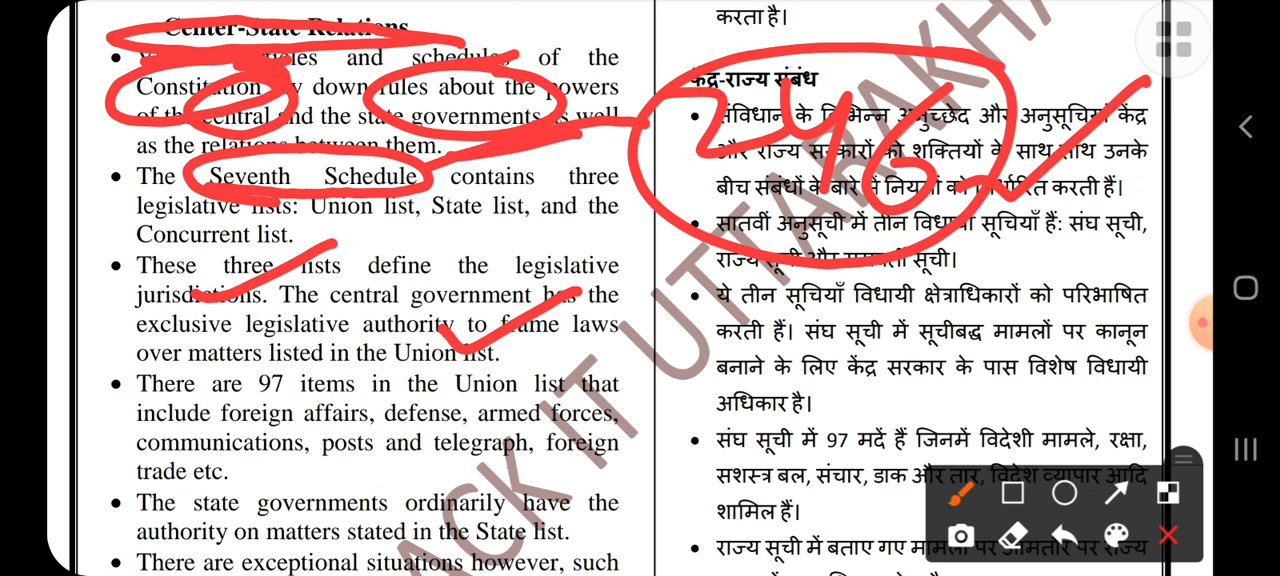 Center-State Relations
articles and schedules of the
Constitution lay down rules about the powers
of the central and the state governments as well
as the relations between them.
The Seventh Schedule contains three
legislative lists: Union list, State list, and the
Concurrent list.
These three lists define the legislative
jurisdictions. The central government has the
exclusive legislative authority to frame laws
over matters listed in the Union list.
There are 97 items in the Union list that
include foreign affairs, defense, armed forces,
communications, posts and telegraph, foreign
trade etc.
The state governments ordinarily have the
authority on matters stated in the State list.
There are exceptional situations however, such
करता है।
केंद्र-राज्य संबंध
संविधान के विभिन्न अनुच्छेद और अनुसूचियां केंद्र
और राज्य सरकारों की शक्तियों के साथ साथ उनके
बीच संबंधों के बारे में नियमों को निर्धारित करती हैं।
सातवीं अनुसूची में तीन विधायी सूचियाँ हैं: संघ सूची,
राज्य सूची और समवर्ती सूची।
ये तीन सूचियाँ विधायी क्षेत्राधिकारों को परिभाषित
करती हैं। संघ सूची में सूचीबद्ध मामलों पर कानून
बनाने के लिए केंद्र सरकार के पास विशेष विधायी
अधिकार है।
संघ सूची में 97 मदें हैं जिनमें विदेशी मामले, रक्षा,
सशस्त्र बल, संचार, डाक और तार, विदेश व्यापार आदि
शामिल हैं।
राज्य सूची में बताए गए मामलों पर आमतौर पर राज्य
246
ACK IT UTTARAKHA